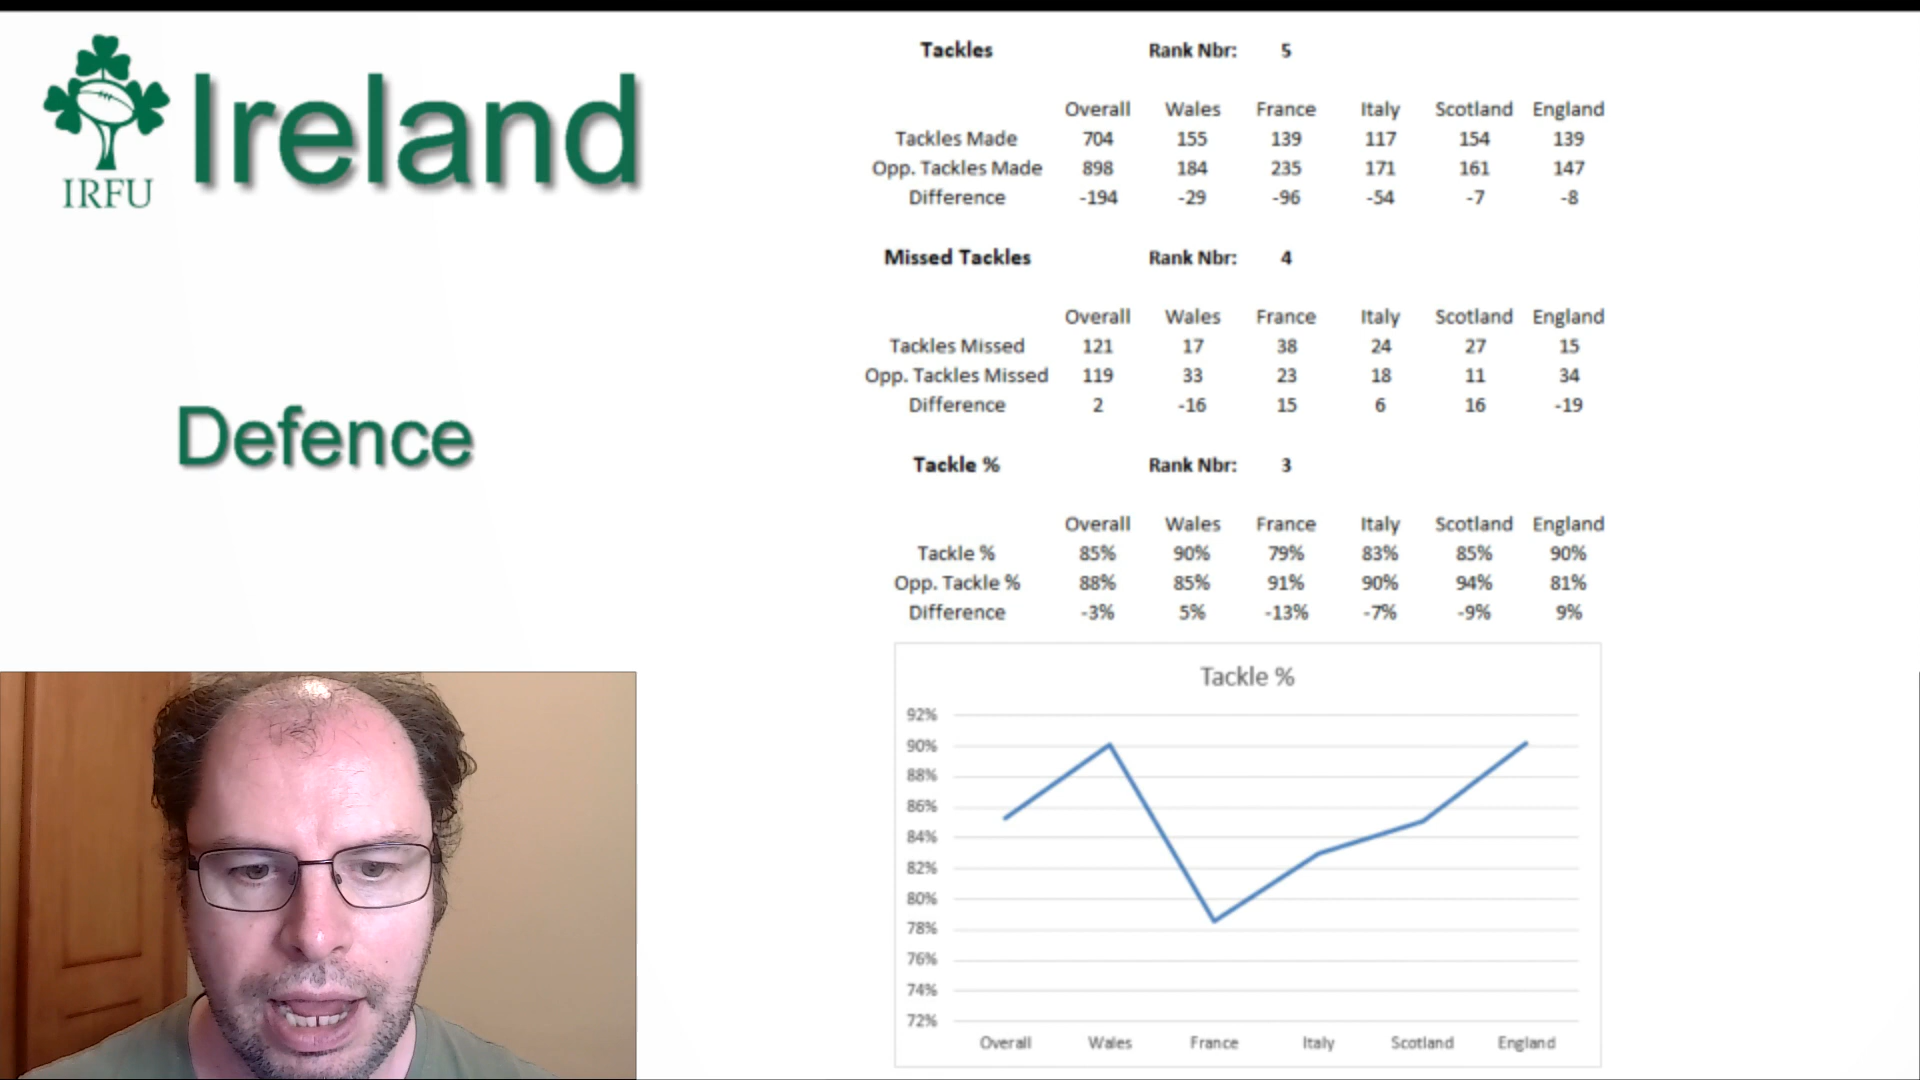 IRFU
Ireland
Defence
Tackles Rank Nbr: 5
Overall Wales France Italy Scotland England
Tackles Made 704 155 139 117 154 139
Opp. Tackles Made 898 184 235 171 161 147
Difference -194 -29 -96 -54 -7 -8
Missed Tackles Rank Nbr: 4
Overall Wales France Italy Scotland England
Tackles Missed 121 17 38 24 27 15
Opp. Tackles Missed 119 33 23 18 11 34
Difference 2 -16 15 6 16 -19
Tackle % Rank Nbr: 3
Overall Wales France Italy Scotland England
Tackle % 85% 90% 79% 83% 85% 90%
Opp. Tackle % 88% 85% 91% 90% 94% 81%
Difference -3% 5% -13% -7% -9% 9%
Tackle %
92%
90%
88%
86%
84%
82%
80%
78%
76%
74%
72%
Overall Wales France Italy Scotland England